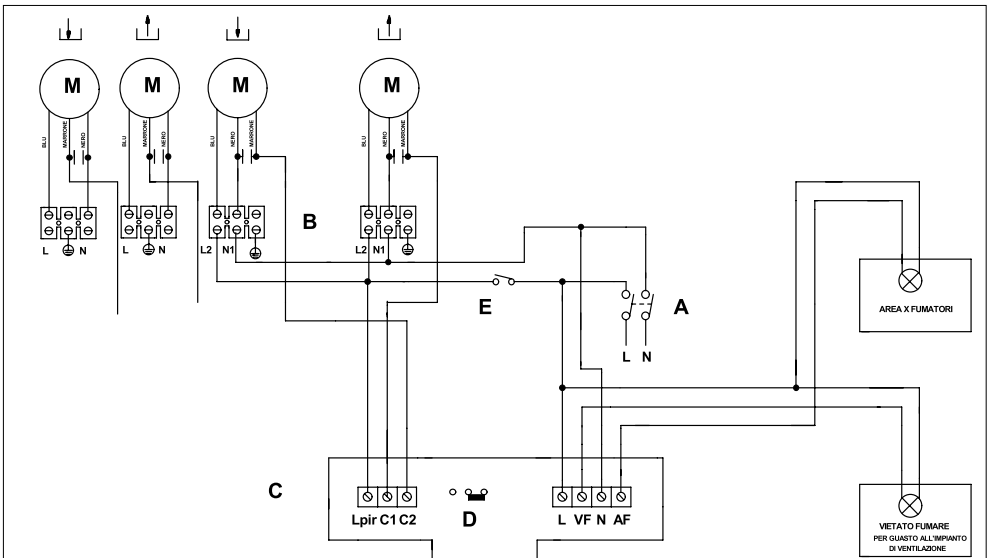 M M M M
BLU MARRONE NERO BLU MARRONE NERO BLU NERO MARRONE BLU NERO MARRONE
B
L N L N L2 N1 L2 N1
E A
L N
AREA X FUMATORI
C
D
Lpir C1 C2 L VF N AF
VIETATO FUMARE
PER GUASTO ALL'IMPIANTO
DI VENTILAZIONE